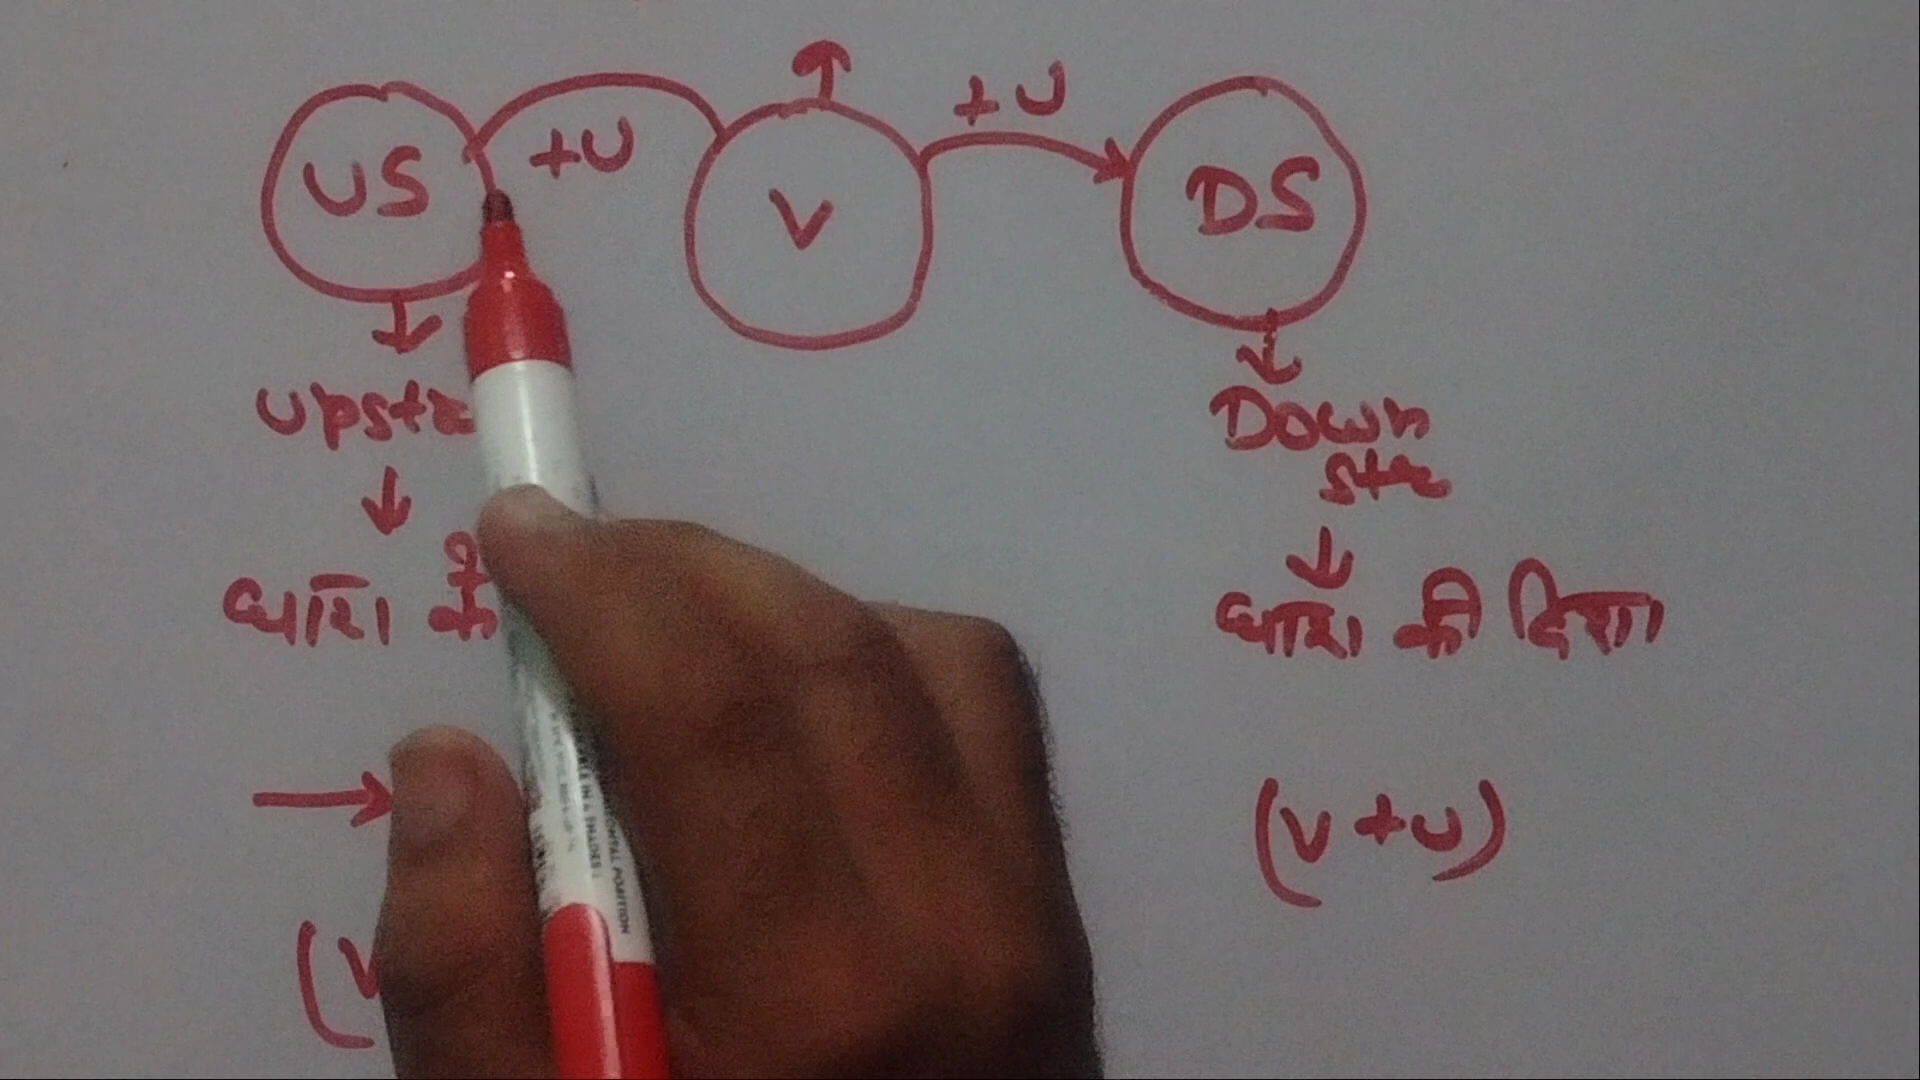 US +U V +U DS
Upstr
Down
str
धारा के
धारा की दिशा
(V+U)
(V